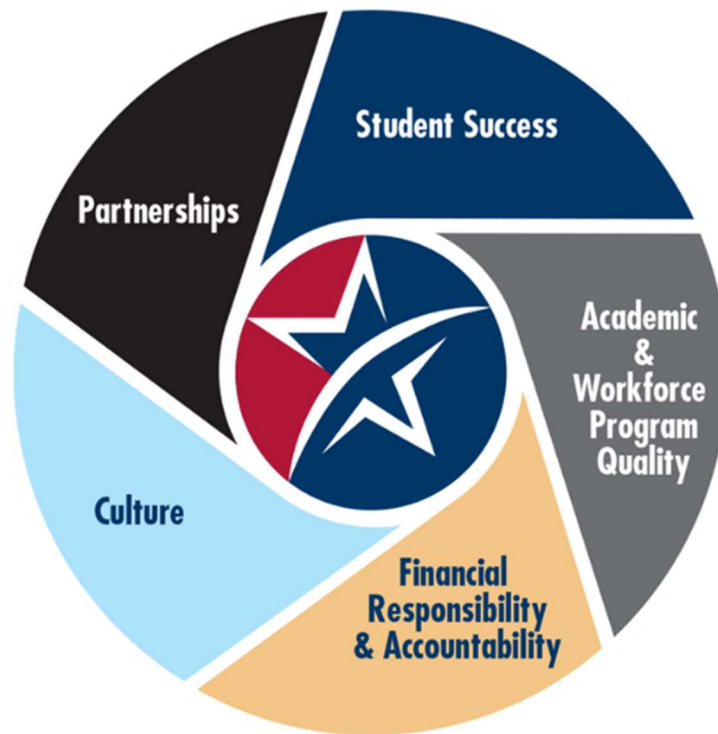 Student Success
Partnerships
Academic
&
Workforce
Program
Quality
Culture
Financial
Responsibility
& Accountability